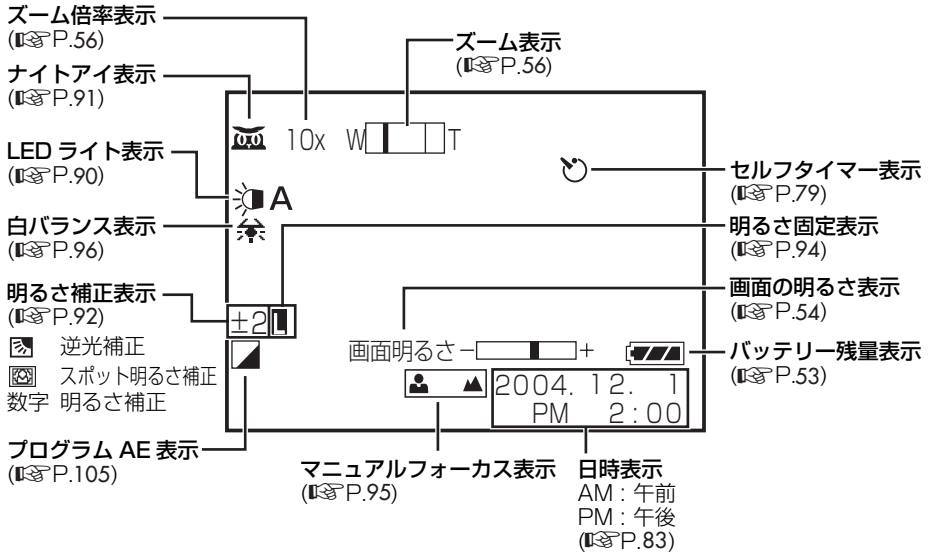 ズーム倍率表示
(☞P.56)
ズーム表示
(☞P.56)
ナイトアイ表示
(☞P.91)
10x W T
LED ライト表示
(☞P.90)
A
セルフタイマー表示
(☞P.79)
白バランス表示
(☞P.96)
明るさ固定表示
(☞P.94)
明るさ補正表示
(☞P.92)
±2 L
逆光補正
スポット明るさ補正
数字 明るさ補正
画面の明るさ表示
(☞P.54)
画面明るさ − +
バッテリー残量表示
(☞P.53)
2004. 12. 1
PM 2:00
プログラム AE 表示
(☞P.105)
マニュアルフォーカス表示
(☞P.95)
日時表示
AM : 午前
PM : 午後
(☞P.83)